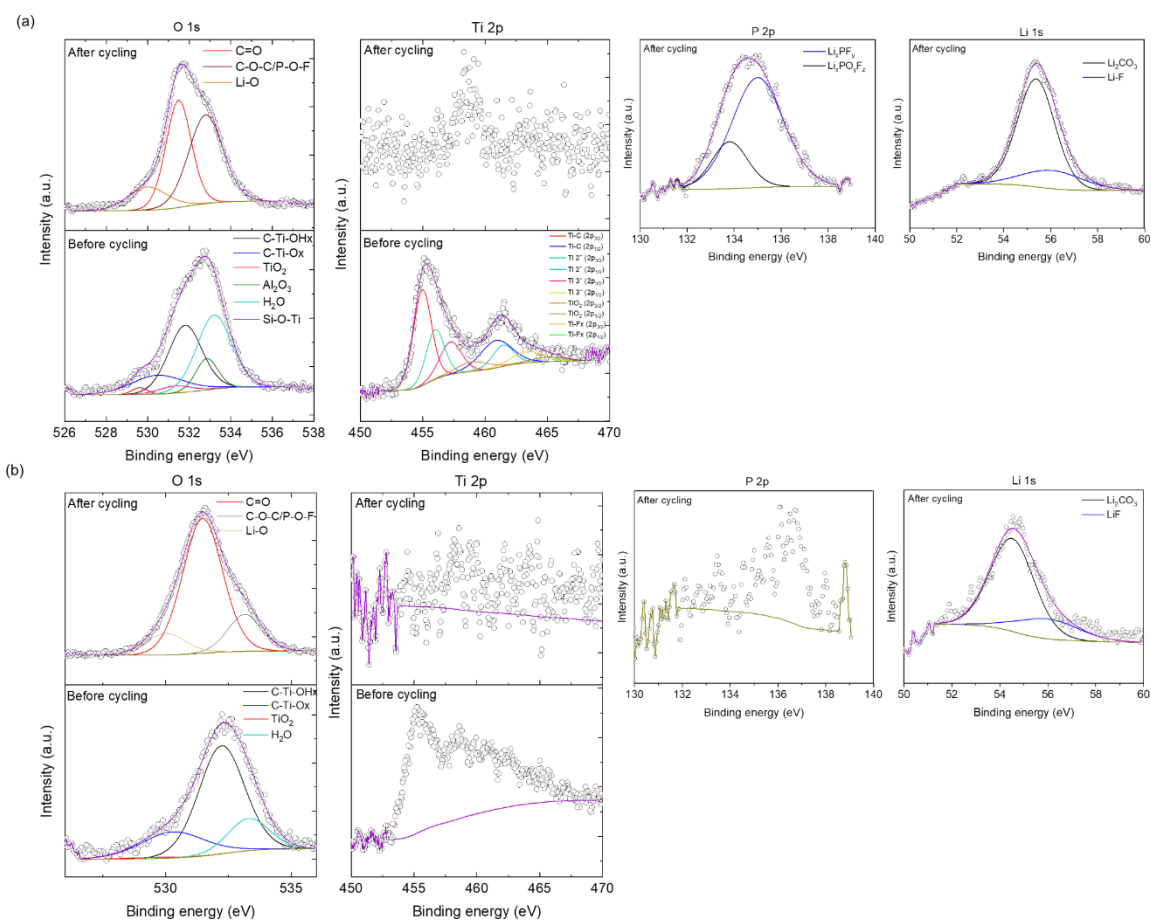 (a)
O 1s
After cycling
C=O
C-O-C/P-O-F
Li-O
Before cycling
C-Ti-OHx
C-Ti-Ox
TiO₂
Al₂O₃
H₂O
Si-O-Ti
Intensity (a.u.)
526 528 530 532 534 536 538
Binding energy (eV)
Ti 2p
After cycling
Before cycling
Ti-C (2p₃/₂)
Ti-C (2p₁/₂)
Ti 2⁺ (2p₃/₂)
Ti 2⁺ (2p₁/₂)
Ti 3⁺ (2p₃/₂)
Ti 3⁺ (2p₁/₂)
TiO₂ (2p₃/₂)
TiO₂ (2p₁/₂)
Ti-Fx (2p₃/₂)
Ti-Fx (2p₁/₂)
Intensity (a.u.)
450 455 460 465 470
Binding energy (eV)
P 2p
After cycling
LiₓPFᵧ
LiₓPOᵧF_z
Intensity (a.u.)
130 132 134 136 138 140
Binding energy (eV)
Li 1s
After cycling
Li₂CO₃
Li-F
Intensity (a.u.)
50 52 54 56 58 60
Binding energy (eV)
(b)
O 1s
After cycling
C=O
C-O-C/P-O-F
Li-O
Before cycling
C-Ti-OHx
C-Ti-Ox
TiO₂
H₂O
Intensity (a.u.)
530 535
Binding energy (eV)
Ti 2p
After cycling
Before cycling
Intensity (a.u.)
450 455 460 465 470
Binding energy (eV)
P 2p
After cycling
Intensity (a.u.)
130 132 134 136 138 140
Binding energy (eV)
Li 1s
After cycling
Li₂CO₃
LiF
Intensity (a.u.)
50 52 54 56 58 60
Binding energy (eV)